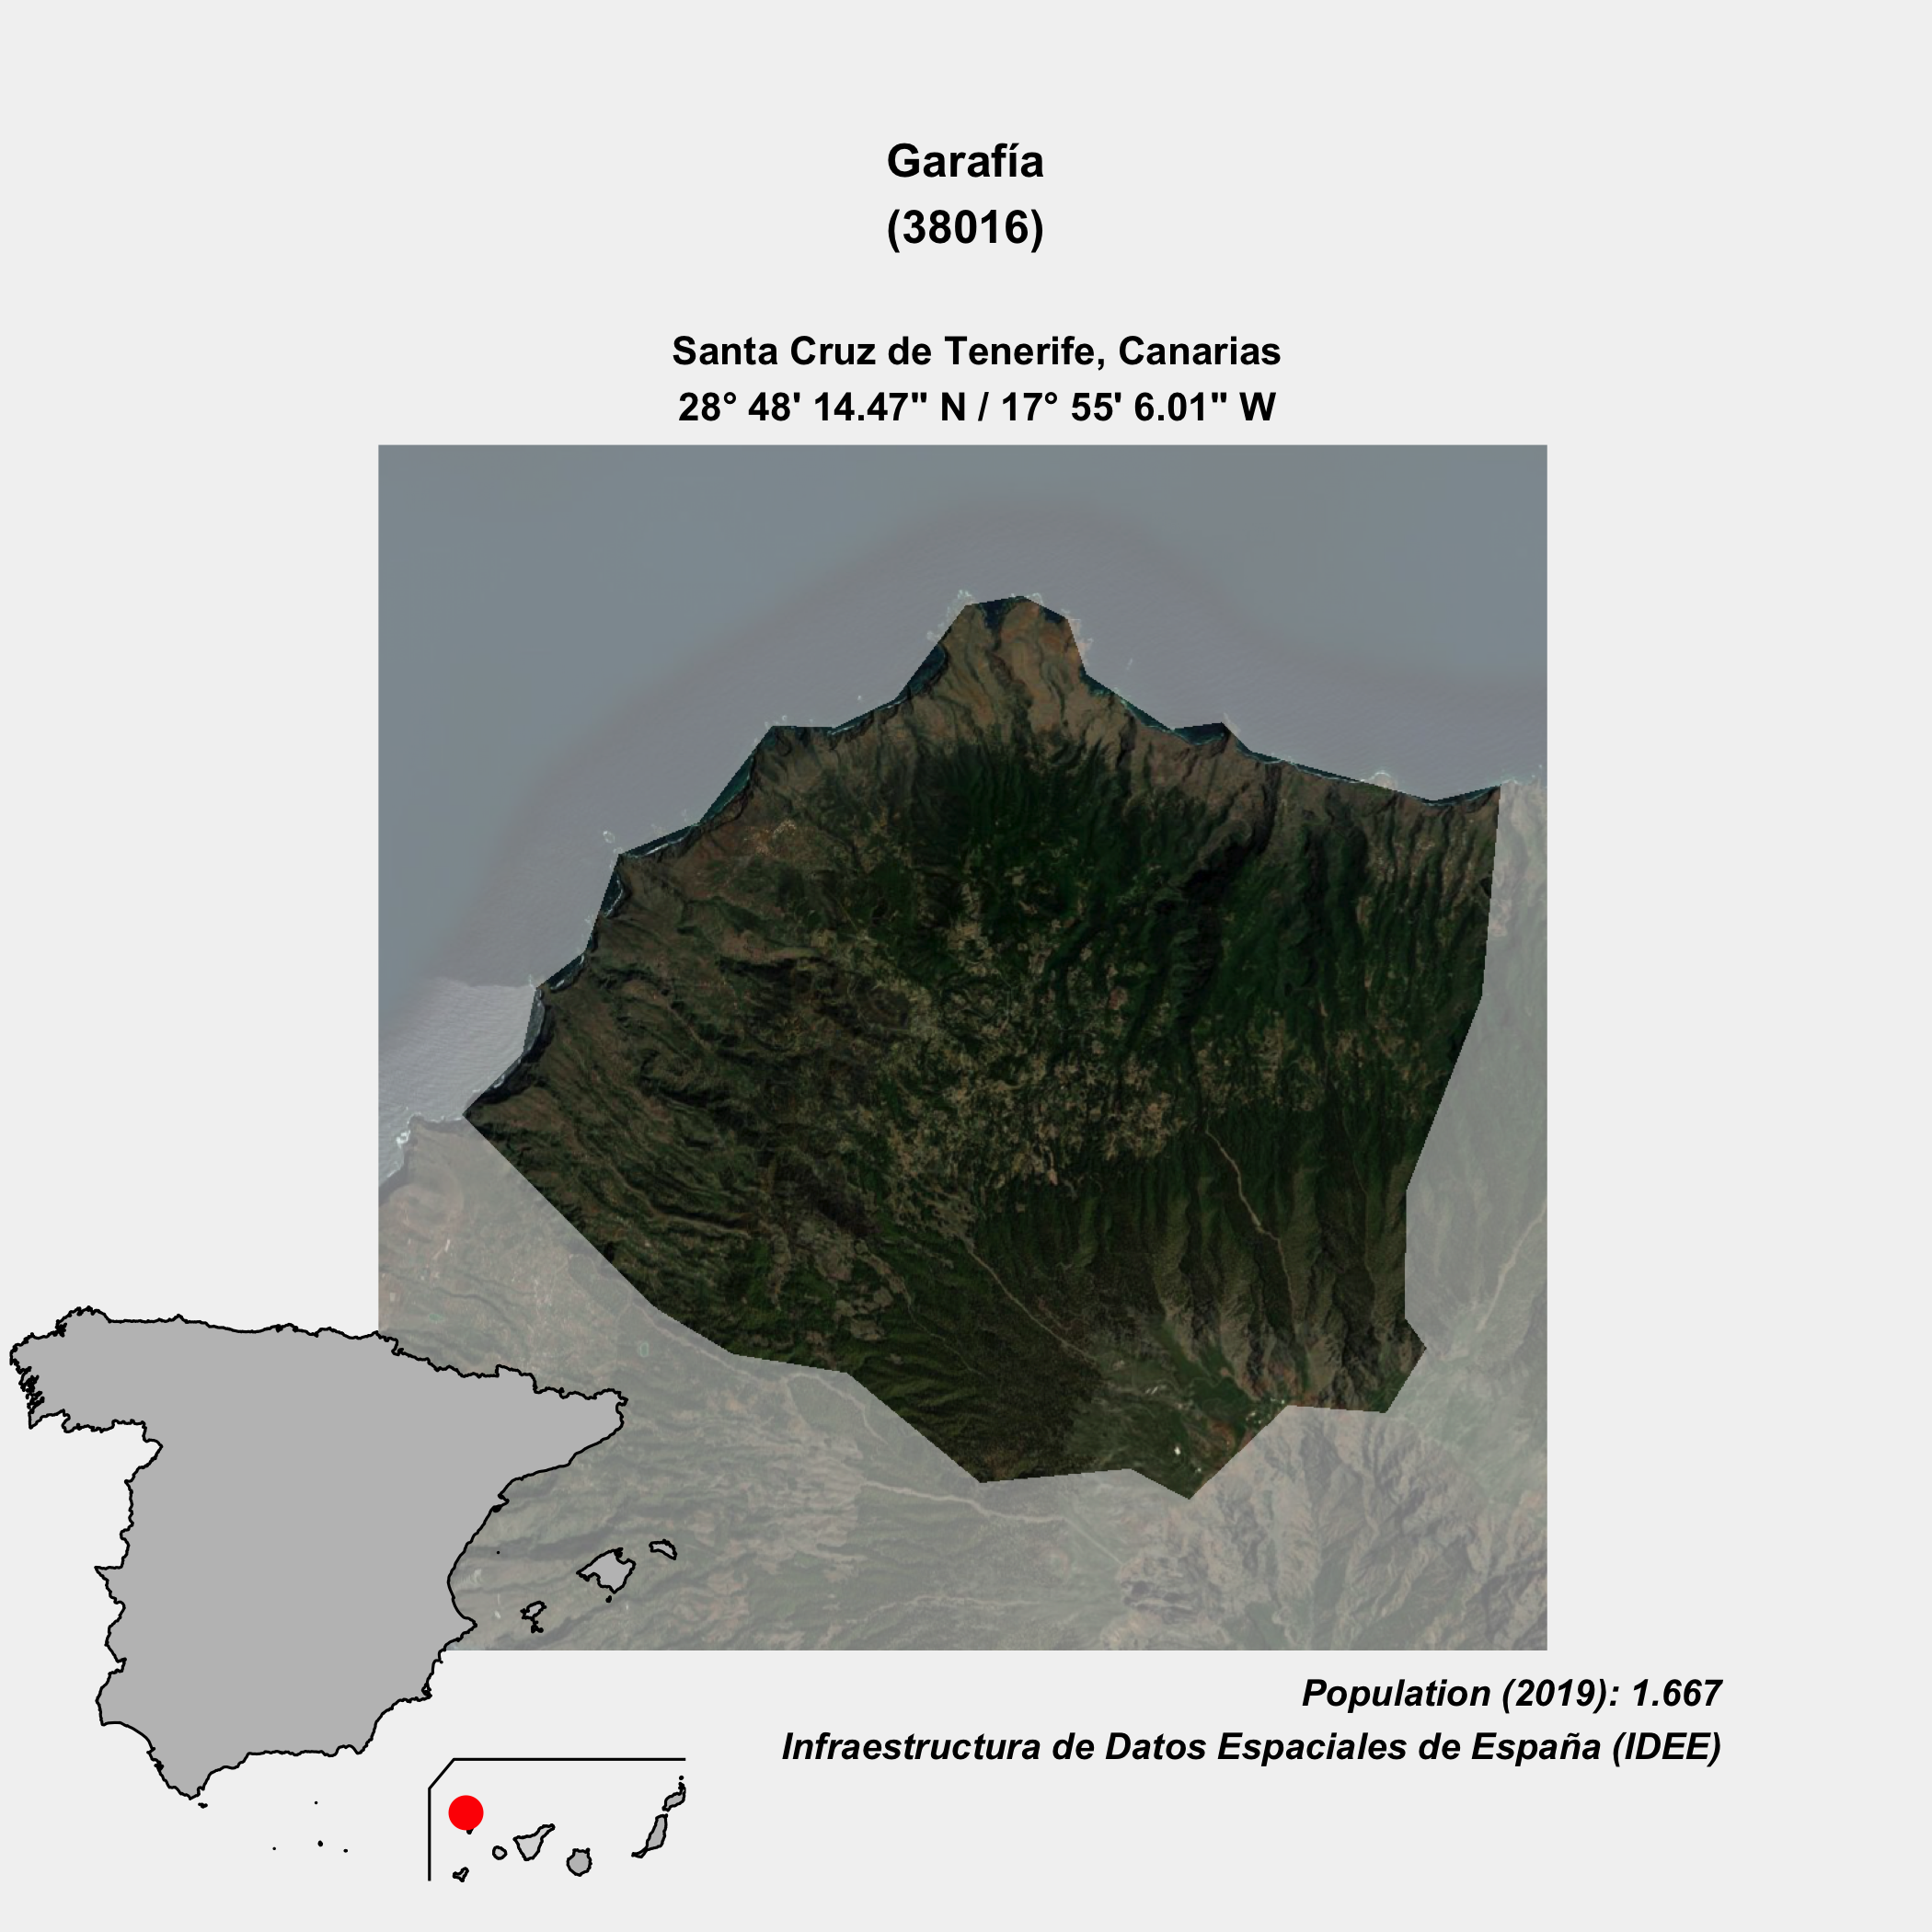 Garafía
(38016)
Santa Cruz de Tenerife, Canarias
28° 48' 14.47" N / 17° 55' 6.01" W
Population (2019): 1.667
Infraestructura de Datos Espaciales de España (IDEE)